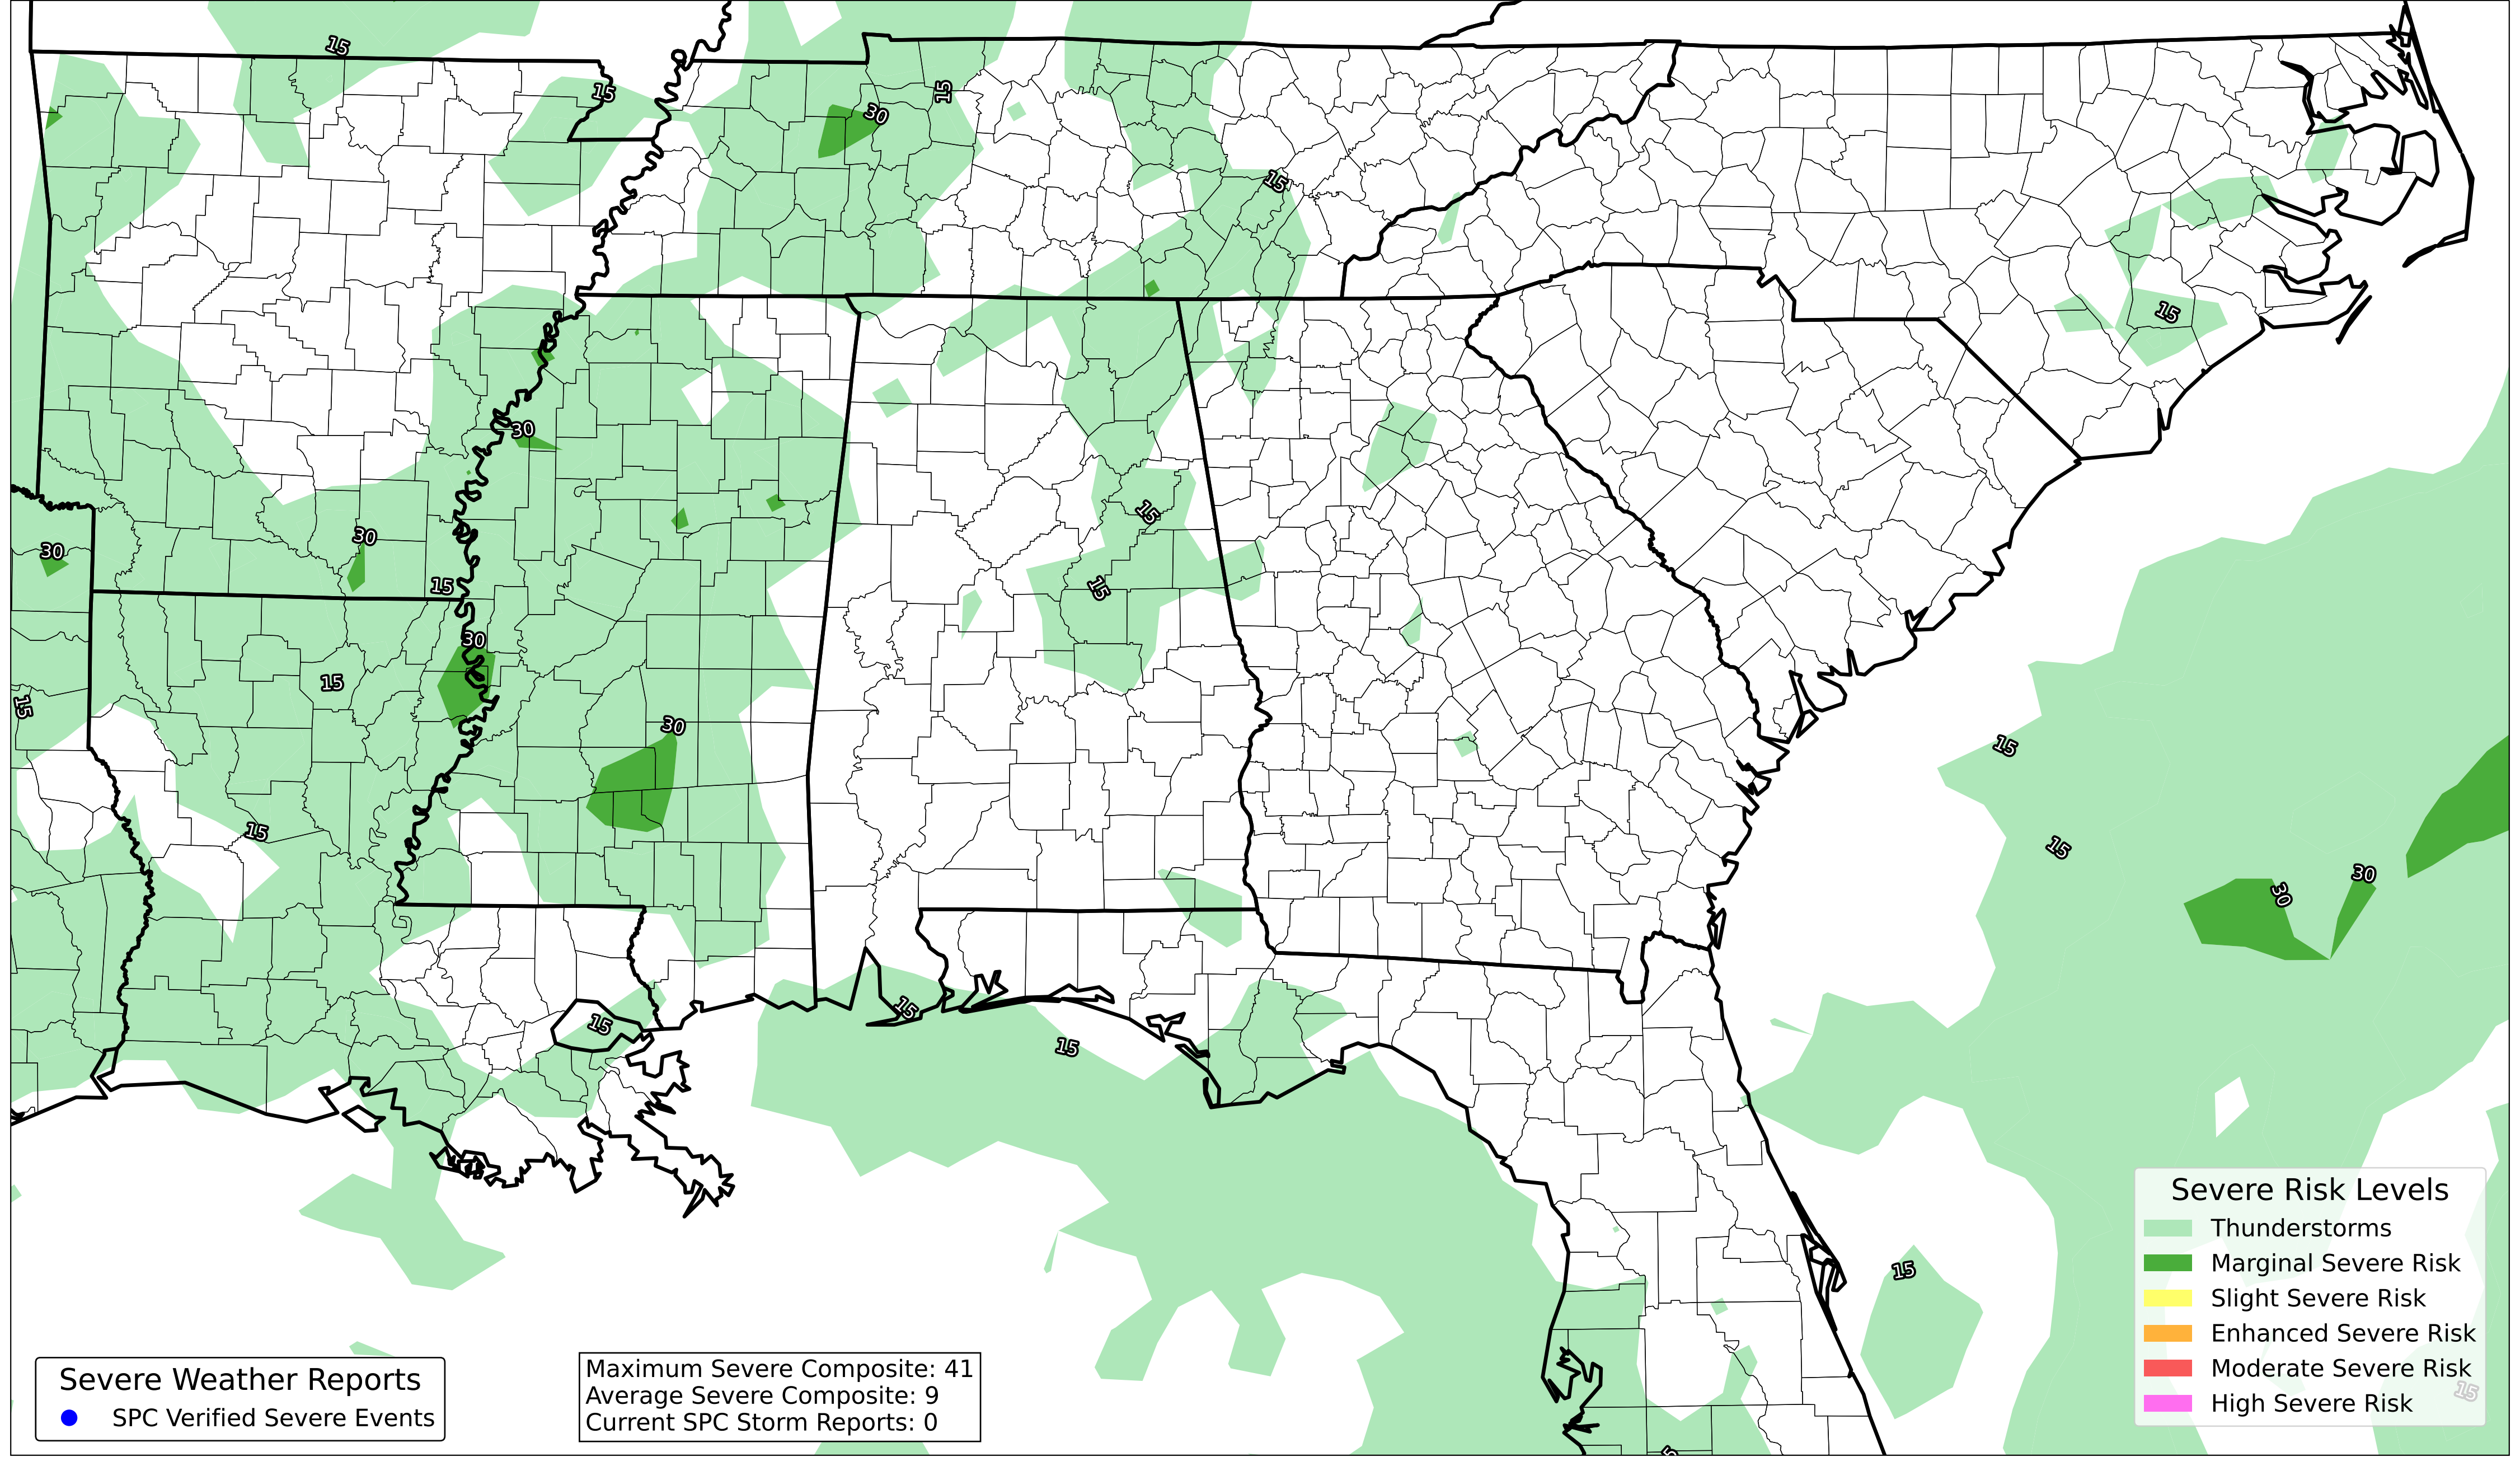 15
15
15
30
15
15
30
30
15
30
15
30
15
30
15
15
15
30
15
15
15
30
30
15
15
15
15
Severe Risk Levels
Thunderstorms
Marginal Severe Risk
Slight Severe Risk
Enhanced Severe Risk
Moderate Severe Risk
High Severe Risk
15
Severe Weather Reports
SPC Verified Severe Events
Maximum Severe Composite: 41
Average Severe Composite: 9
Current SPC Storm Reports: 0